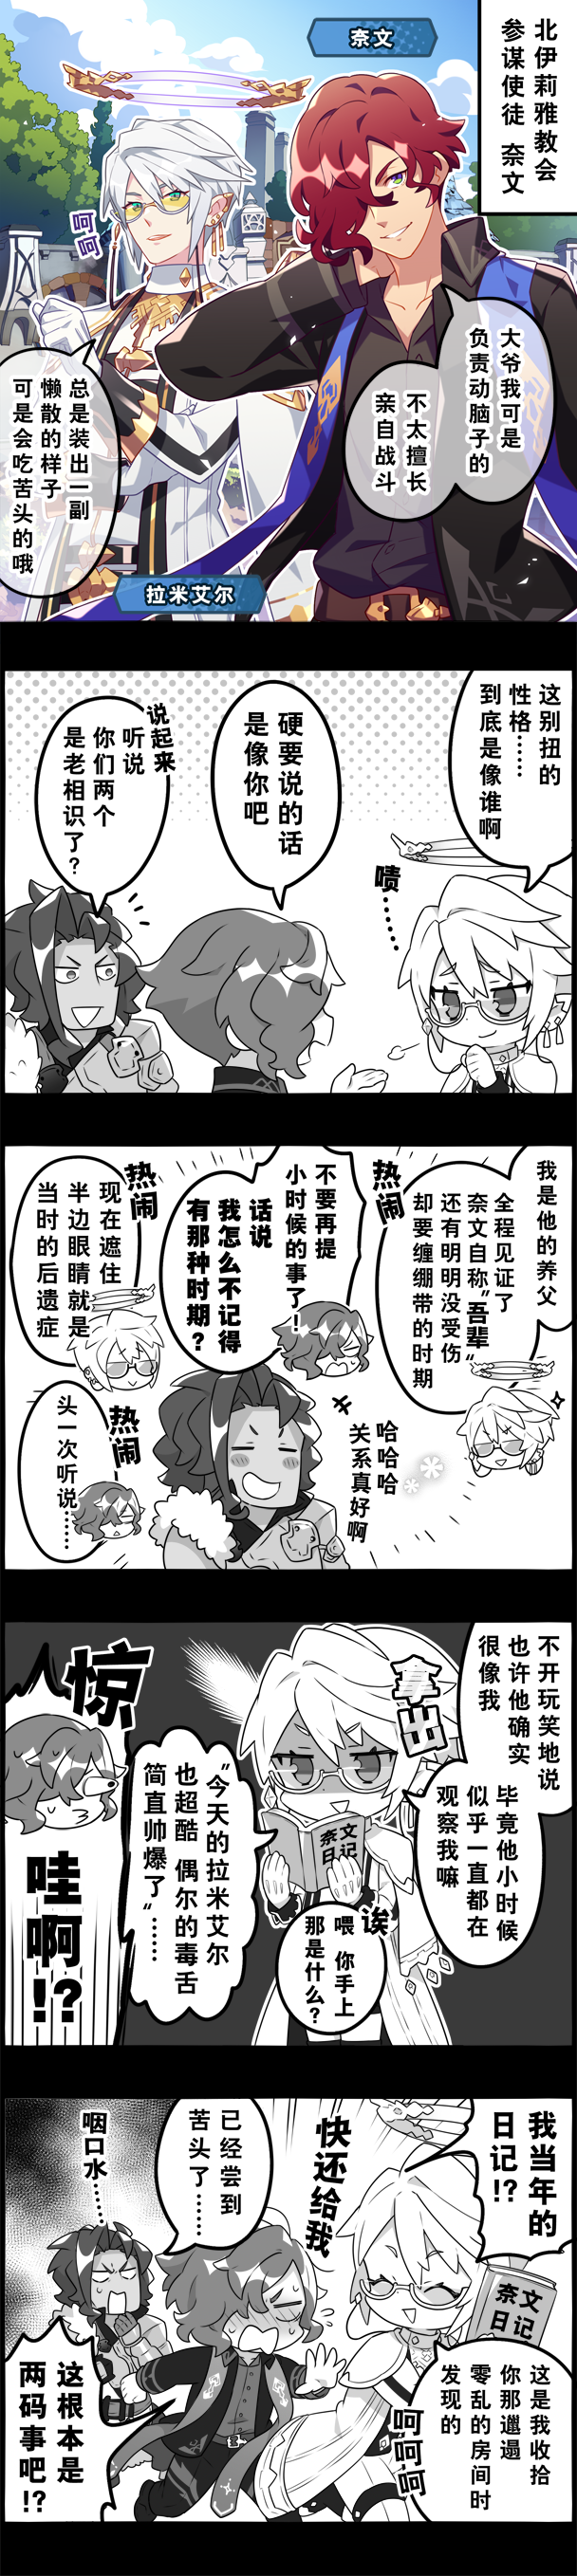 北伊莉雅教会
参谋使徒 奈文
奈文
大爷我可是
负责动脑子的
不太擅长
亲自战斗
呵呵
总是装出一副
懒散的样子
可是会吃苦头的哦
拉米艾尔
这别扭的
性格……
到底是像谁啊
啧……
硬要说的话
是像你吧
说起来
听说
你们两个
是老相识了？
我是他的养父
全程见证了
奈文自称“吾辈”
还有明明没受伤
却要缠绷带的时期
热闹
不要再提
小时候的事了！
话说
我怎么不记得
有那种时期？
热闹
现在遮住
半边眼睛就是
当时的后遗症
哈哈哈
关系真好啊
热闹
头一次听说……
不开玩笑地说
也许他确实
很像我
毕竟他小时候
似乎一直都在
观察我嘛
拿出
奈文
日记
诶
喂 你手上
那是什么？
“今天的拉米艾尔
也超酷 偶尔的毒舌
简直帅爆了”……
惊
哇啊!?
我当年的
日记!?
奈文
日记
这是我收拾
你那邋遢
零乱的房间时
发现的
呵呵呵
快还给我
已经尝到
苦头了……
咽口水……
这根本是
两码事吧!?